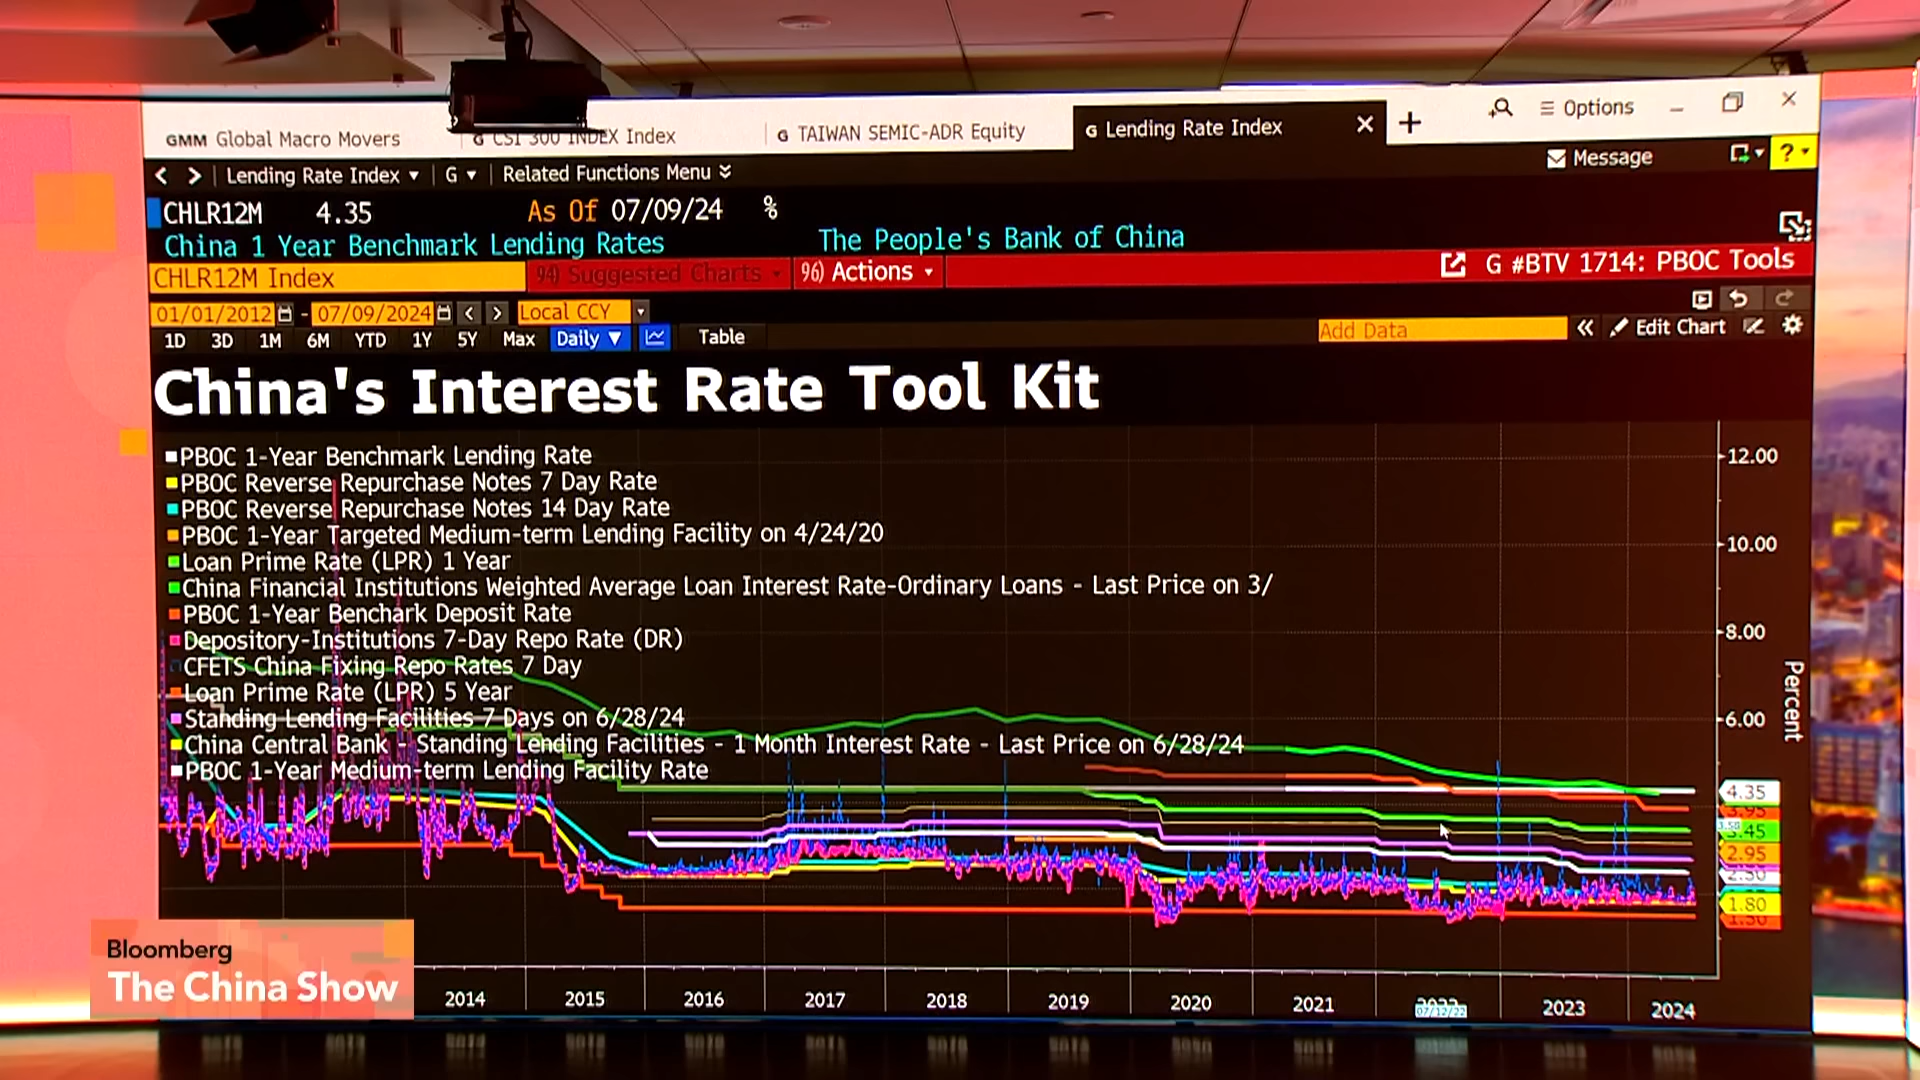 GMM Global Macro Movers
G CSI 300 INDEX Index
G TAIWAN SEMIC-ADR Equity
G Lending Rate Index
Options
Message
?
Lending Rate Index
G
Related Functions Menu
CHLR12M 4.35 As Of 07/09/24 %
China 1 Year Benchmark Lending Rates
The People's Bank of China
CHLR12M Index
94) Suggested Charts
96) Actions
G #BTV 1714: PBOC Tools
01/01/2012 - 07/09/2024
Local CCY
1D 3D 1M 6M YTD 1Y 5Y Max Daily Table
Add Data
Edit Chart
China's Interest Rate Tool Kit
PBOC 1-Year Benchmark Lending Rate
PBOC Reverse Repurchase Notes 7 Day Rate
PBOC Reverse Repurchase Notes 14 Day Rate
PBOC 1-Year Targeted Medium-term Lending Facility on 4/24/20
Loan Prime Rate (LPR) 1 Year
China Financial Institutions Weighted Average Loan Interest Rate-Ordinary Loans - Last Price on 3/
PBOC 1-Year Benchark Deposit Rate
Depository-Institutions 7-Day Repo Rate (DR)
CFETS China Fixing Repo Rates 7 Day
Loan Prime Rate (LPR) 5 Year
Standing Lending Facilities 7 Days on 6/28/24
China Central Bank - Standing Lending Facilities - 1 Month Interest Rate - Last Price on 6/28/24
PBOC 1-Year Medium-term Lending Facility Rate
12.00
10.00
8.00
6.00
Percent
4.35
3.95
3.45
2.95
2.50
1.80
1.50
2014 2015 2016 2017 2018 2019 2020 2021 2022 2023 2024
07/12/22
Bloomberg
The China Show